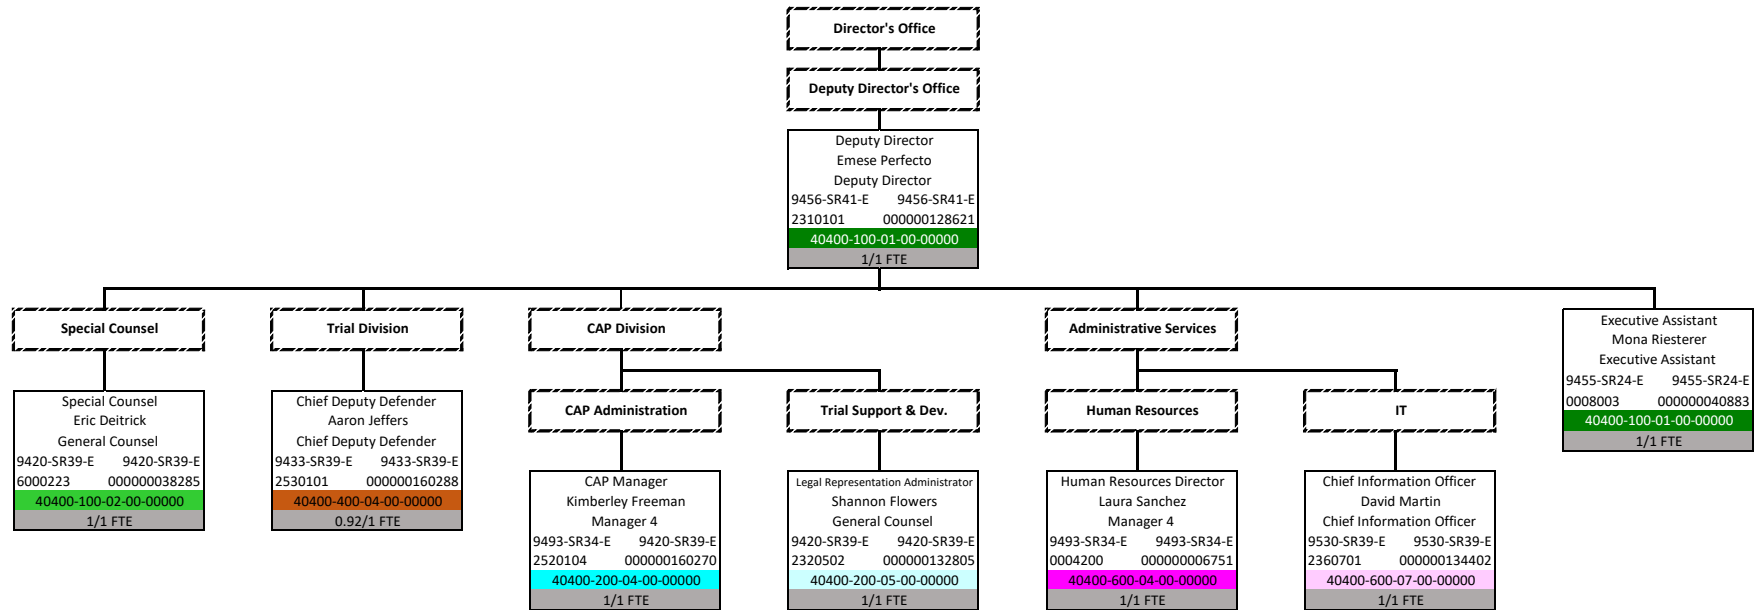 Director's Office
Deputy Director's Office
Deputy Director
Emese Perfecto
Deputy Director
9456-SR41-E 9456-SR41-E
2310101 000000128621
40400-100-01-00-00000
1/1 FTE
Special Counsel
Special Counsel
Eric Deitrick
General Counsel
9420-SR39-E 9420-SR39-E
6000223 000000038285
40400-100-02-00-00000
1/1 FTE
Trial Division
Chief Deputy Defender
Aaron Jeffers
Chief Deputy Defender
9433-SR39-E 9433-SR39-E
2530101 000000160288
40400-400-04-00-00000
0.92/1 FTE
CAP Division
CAP Administration
CAP Manager
Kimberley Freeman
Manager 4
9493-SR34-E 9420-SR39-E
2520104 000000160270
40400-200-04-00-00000
1/1 FTE
Trial Support & Dev.
Legal Representation Administrator
Shannon Flowers
General Counsel
9420-SR39-E 9420-SR39-E
2320502 000000132805
40400-200-05-00-00000
1/1 FTE
Administrative Services
Human Resources
Human Resources Director
Laura Sanchez
Manager 4
9493-SR34-E 9493-SR34-E
0004200 000000006751
40400-600-04-00-00000
1/1 FTE
IT
Chief Information Officer
David Martin
Chief Information Officer
9530-SR39-E 9530-SR39-E
2360701 000000134402
40400-600-07-00-00000
1/1 FTE
Executive Assistant
Mona Riesterer
Executive Assistant
9455-SR24-E 9455-SR24-E
0008003 000000040883
40400-100-01-00-00000
1/1 FTE